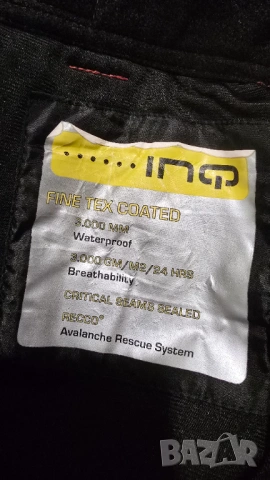 ······inq
FINE TEX COATED
3.000 MM
Waterproof
3.000 GM/M2/24 HRS
Breathability
CRITICAL SEAMS SEALED
RECCO®
Avalanche Rescue System
BAZAR